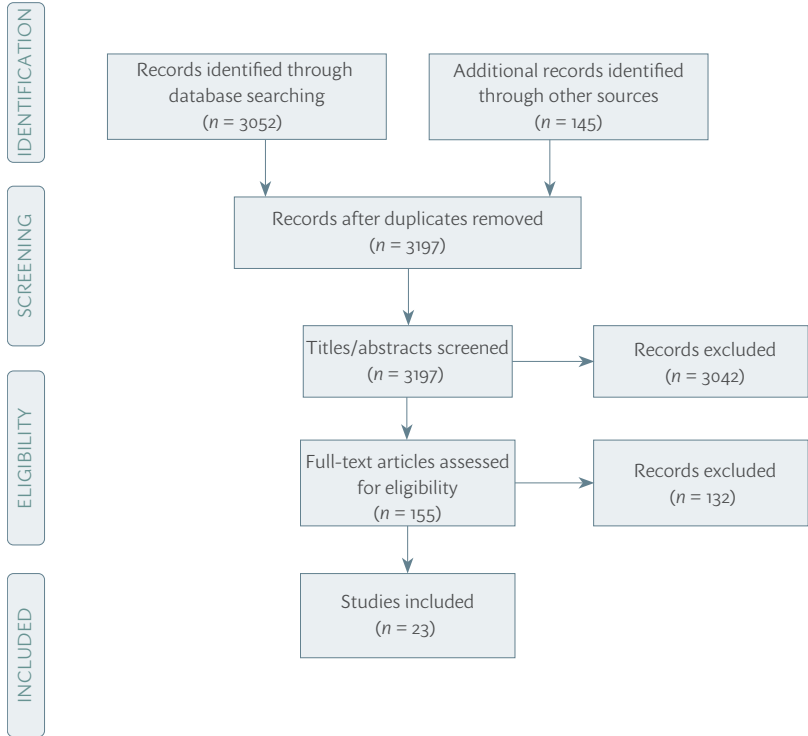 IDENTIFICATION
Records identified through
database searching
(n = 3052)
Additional records identified
through other sources
(n = 145)
SCREENING
Records after duplicates removed
(n = 3197)
Titles/abstracts screened
(n = 3197)
Records excluded
(n = 3042)
ELIGIBILITY
Full-text articles assessed
for eligibility
(n = 155)
Records excluded
(n = 132)
INCLUDED
Studies included
(n = 23)